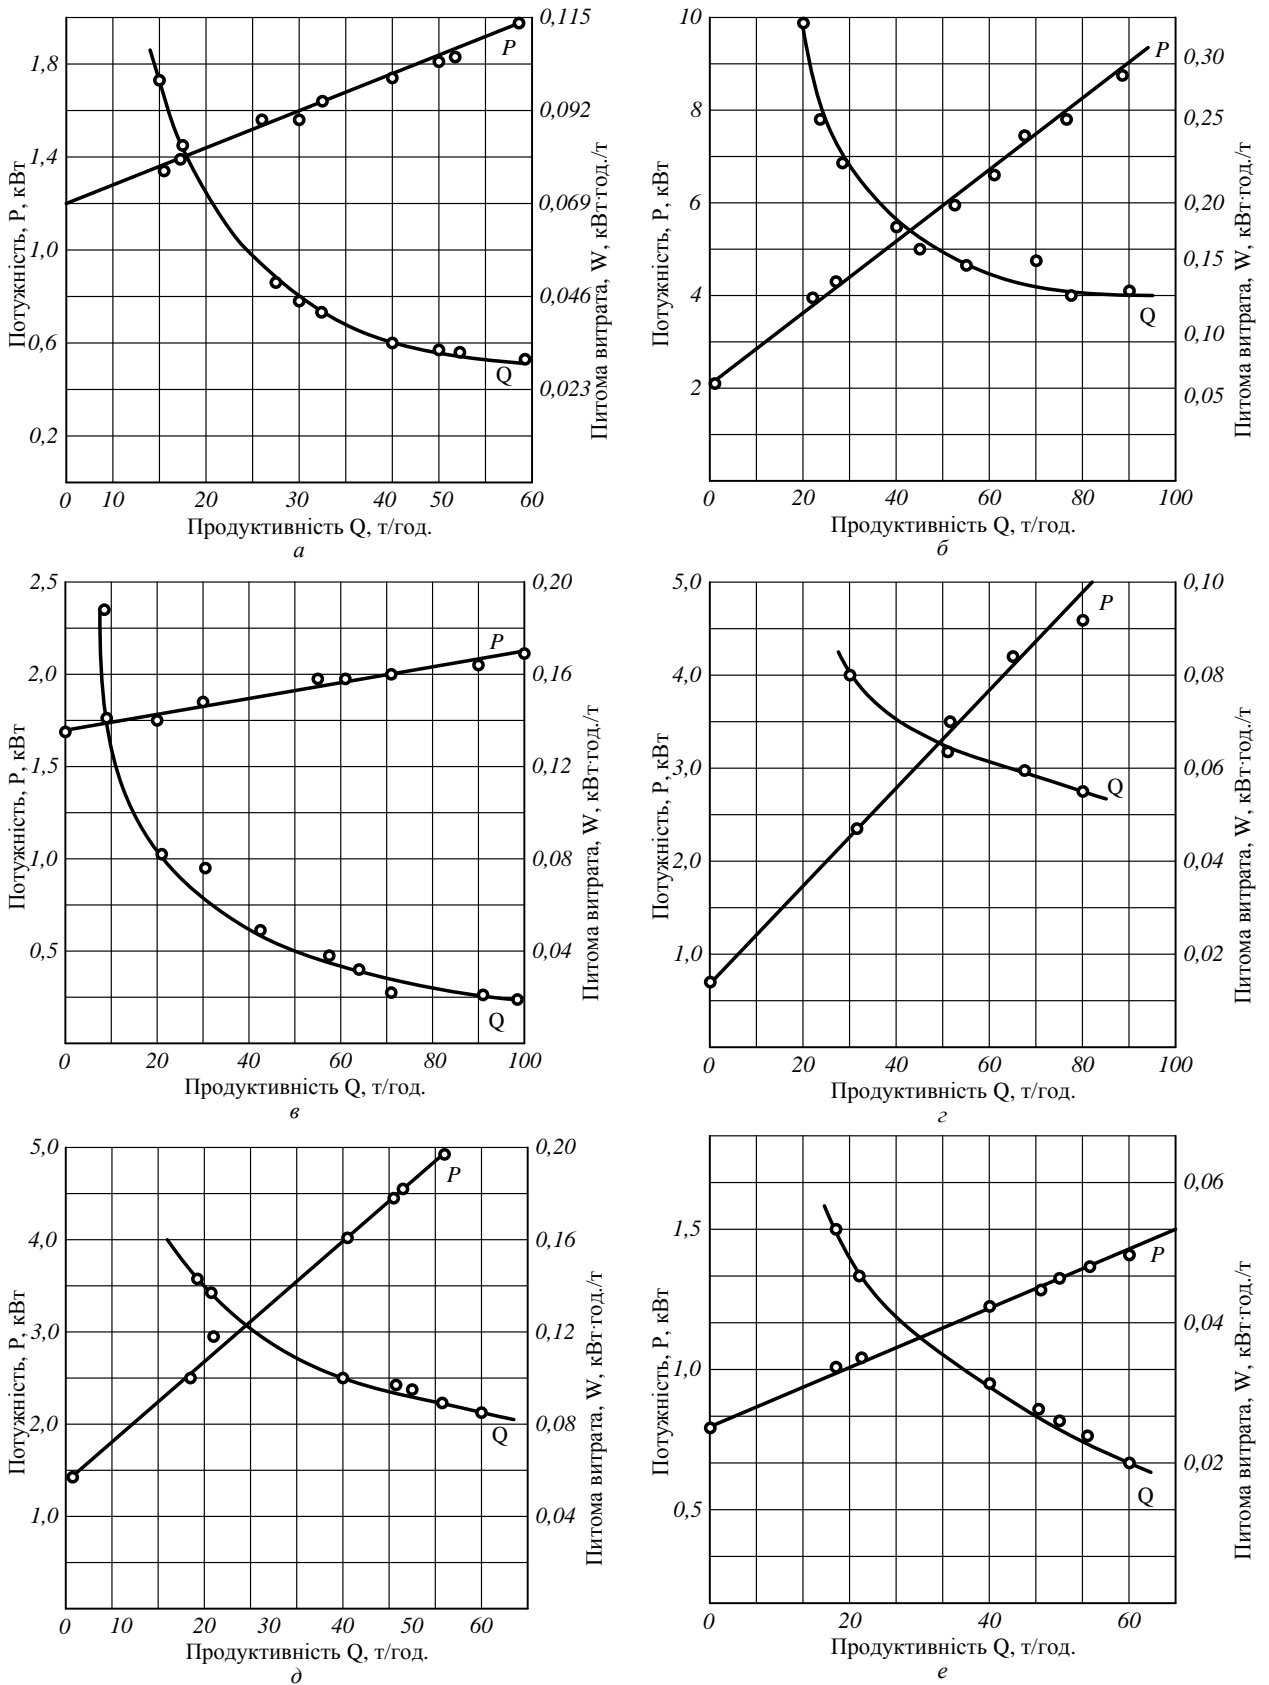 Потужність, P, кВт
1,8
1,4
1,0
0,6
0,2
0,115
0,092
0,069
0,046
0,023
Питома витрата, W, кВт·год./т
P
Q
0 10 20 30 40 50 60
Продуктивність Q, т/год.
а
Потужність, P, кВт
10
8
6
4
2
0,30
0,25
0,20
0,15
0,10
0,05
Питома витрата, W, кВт·год./т
P
Q
0 20 40 60 80 100
Продуктивність Q, т/год.
б
Потужність, P, кВт
2,5
2,0
1,5
1,0
0,5
0,20
0,16
0,12
0,08
0,04
Питома витрата, W, кВт·год./т
P
Q
0 20 40 60 80 100
Продуктивність Q, т/год.
в
Потужність, P, кВт
5,0
4,0
3,0
2,0
1,0
0,10
0,08
0,06
0,04
0,02
Питома витрата, W, кВт·год./т
P
Q
0 20 40 60 80 100
Продуктивність Q, т/год.
г
Потужність, P, кВт
5,0
4,0
3,0
2,0
1,0
0,20
0,16
0,12
0,08
0,04
Питома витрата, W, кВт·год./т
P
Q
0 10 20 30 40 50 60
Продуктивність Q, т/год.
д
Потужність, P, кВт
1,5
1,0
0,5
0,06
0,04
0,02
Питома витрата, W, кВт·год./т
P
Q
0 20 40 60
Продуктивність Q, т/год.
е